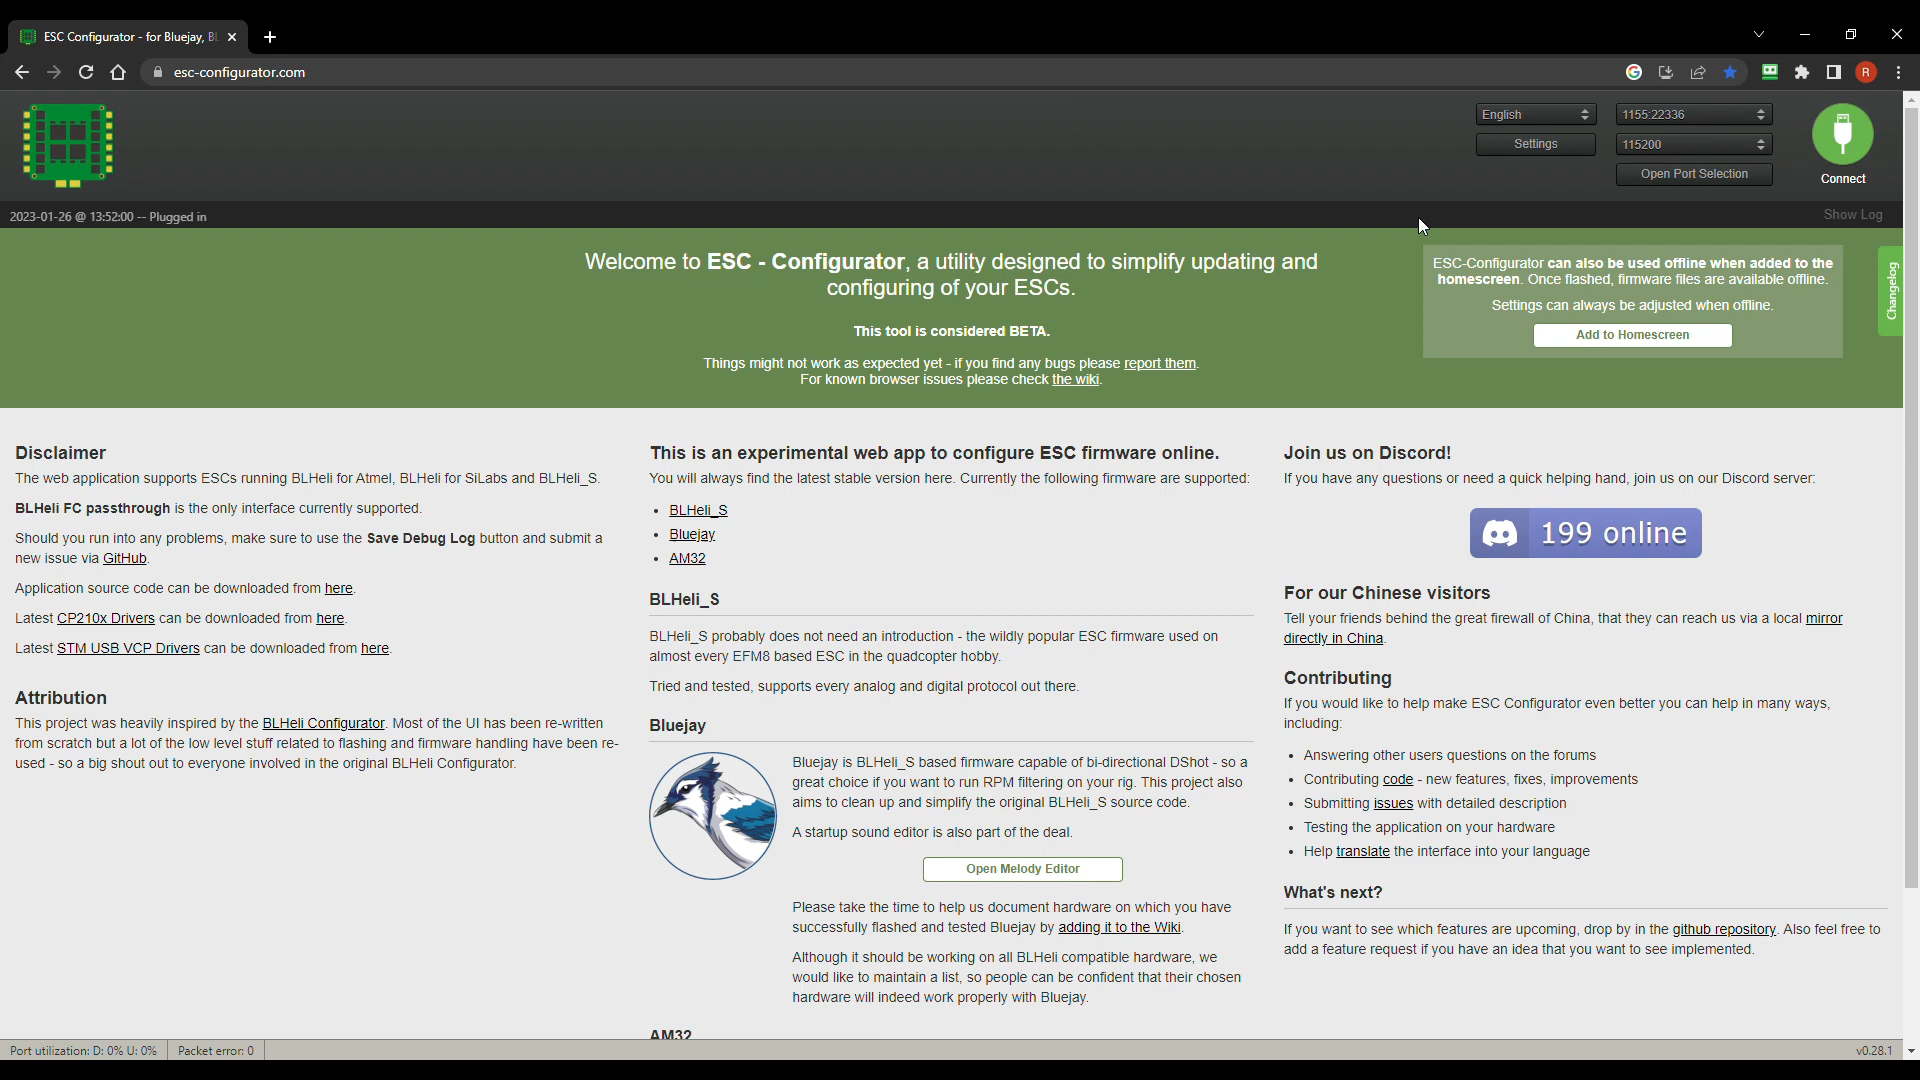 ESC Configurator - for Bluejay, BL
esc-configurator.com
R
English
1155:22336
Settings
115200
Open Port Selection
Connect
2023-01-26 @ 13:52:00 -- Plugged in
Show Log
Welcome to ESC - Configurator, a utility designed to simplify updating and
configuring of your ESCs.
This tool is considered BETA.
Things might not work as expected yet - if you find any bugs please report them.
For known browser issues please check the wiki.
ESC-Configurator can also be used offline when added to the
homescreen. Once flashed, firmware files are available offline.
Settings can always be adjusted when offline.
Add to Homescreen
Changelog
Disclaimer
The web application supports ESCs running BLHeli for Atmel, BLHeli for SiLabs and BLHeli_S.
BLHeli FC passthrough is the only interface currently supported.
Should you run into any problems, make sure to use the Save Debug Log button and submit a
new issue via GitHub.
Application source code can be downloaded from here.
Latest CP210x Drivers can be downloaded from here.
Latest STM USB VCP Drivers can be downloaded from here.
Attribution
This project was heavily inspired by the BLHeli Configurator. Most of the UI has been re-written
from scratch but a lot of the low level stuff related to flashing and firmware handling have been re-
used - so a big shout out to everyone involved in the original BLHeli Configurator.
This is an experimental web app to configure ESC firmware online.
You will always find the latest stable version here. Currently the following firmware are supported:
• BLHeli_S
• Bluejay
• AM32
BLHeli_S
BLHeli_S probably does not need an introduction - the wildly popular ESC firmware used on
almost every EFM8 based ESC in the quadcopter hobby.
Tried and tested, supports every analog and digital protocol out there.
Bluejay
Bluejay is BLHeli_S based firmware capable of bi-directional DShot - so a
great choice if you want to run RPM filtering on your rig. This project also
aims to clean up and simplify the original BLHeli_S source code.
A startup sound editor is also part of the deal.
Open Melody Editor
Please take the time to help us document hardware on which you have
successfully flashed and tested Bluejay by adding it to the Wiki.
Although it should be working on all BLHeli compatible hardware, we
would like to maintain a list, so people can be confident that their chosen
hardware will indeed work properly with Bluejay.
AM32
Join us on Discord!
If you have any questions or need a quick helping hand, join us on our Discord server:
199 online
For our Chinese visitors
Tell your friends behind the great firewall of China, that they can reach us via a local mirror
directly in China.
Contributing
If you would like to help make ESC Configurator even better you can help in many ways,
including:
• Answering other users questions on the forums
• Contributing code - new features, fixes, improvements
• Submitting issues with detailed description
• Testing the application on your hardware
• Help translate the interface into your language
What's next?
If you want to see which features are upcoming, drop by in the github repository. Also feel free to
add a feature request if you have an idea that you want to see implemented.
Port utilization: D: 0% U: 0%
Packet error: 0
v0.28.1